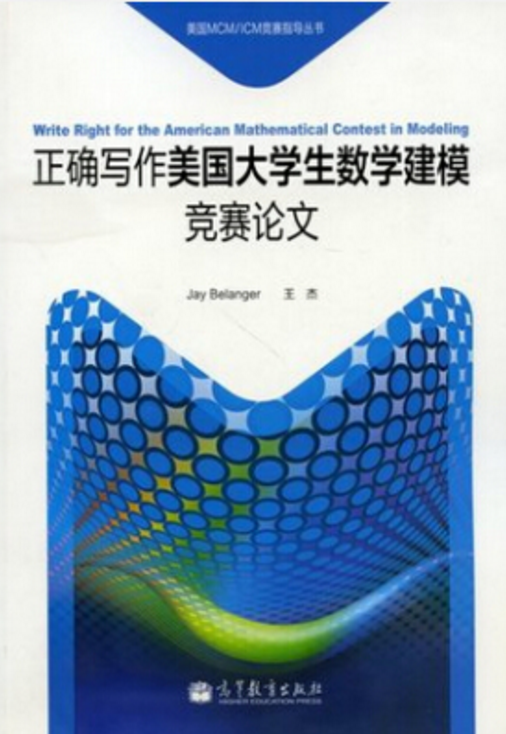 美国MCM/ICM竞赛指导丛书
Write Right for the American Mathematical Contest in Modeling
正确写作美国大学生数学建模
竞赛论文
Jay Belanger 王 杰
高等教育出版社
HIGHER EDUCATION PRESS